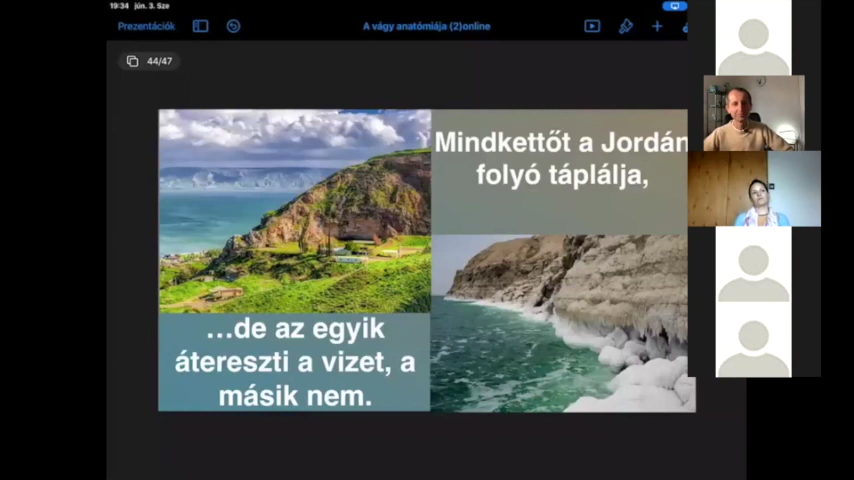 19:34 jún. 3. Sze
Prezentációk
A vágy anatómiája (2)online
44/47
Mindkettőt a Jordán
folyó táplálja,
...de az egyik
átereszti a vizet, a
másik nem.